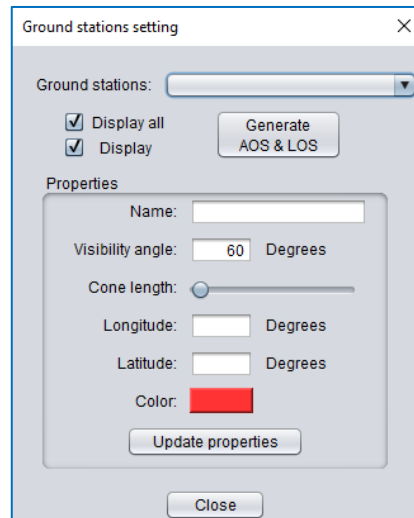 Ground stations setting
Ground stations:
Display all
Display
Generate
AOS & LOS
Properties
Name:
Visibility angle: 60 Degrees
Cone length:
Longitude: Degrees
Latitude: Degrees
Color:
Update properties
Close